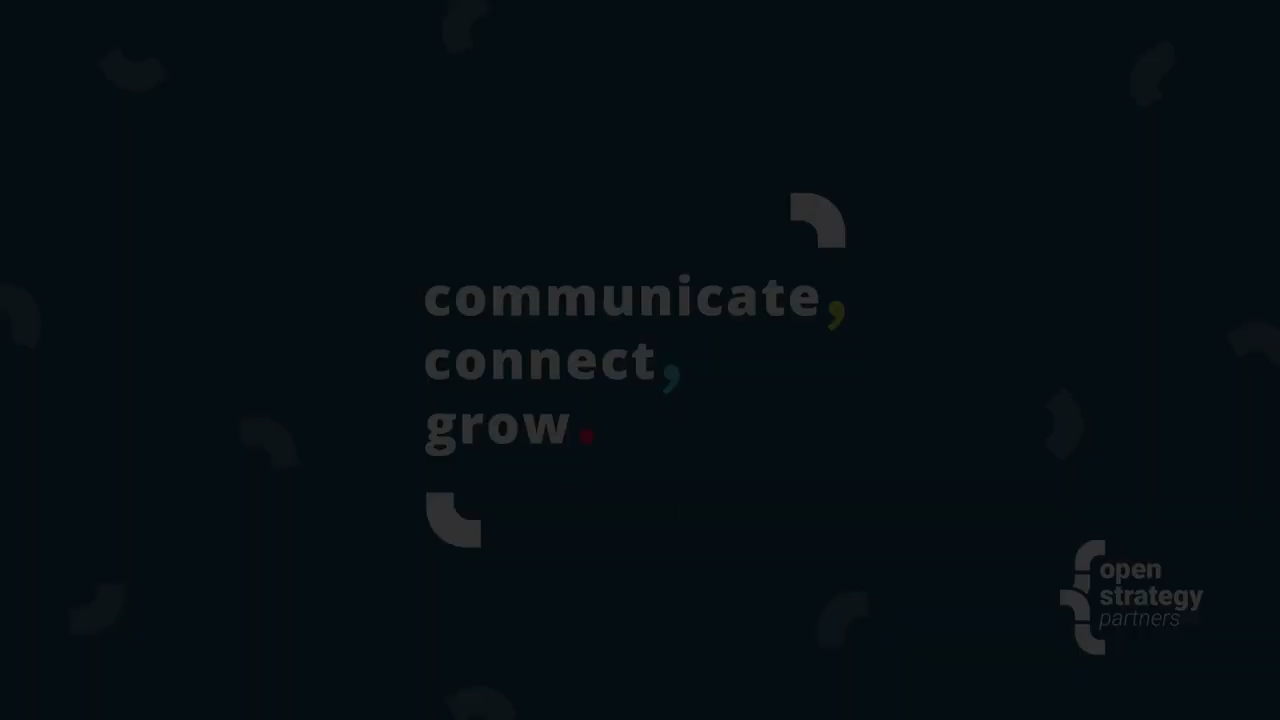 communicate,
connect,
grow.
open
strategy
partners